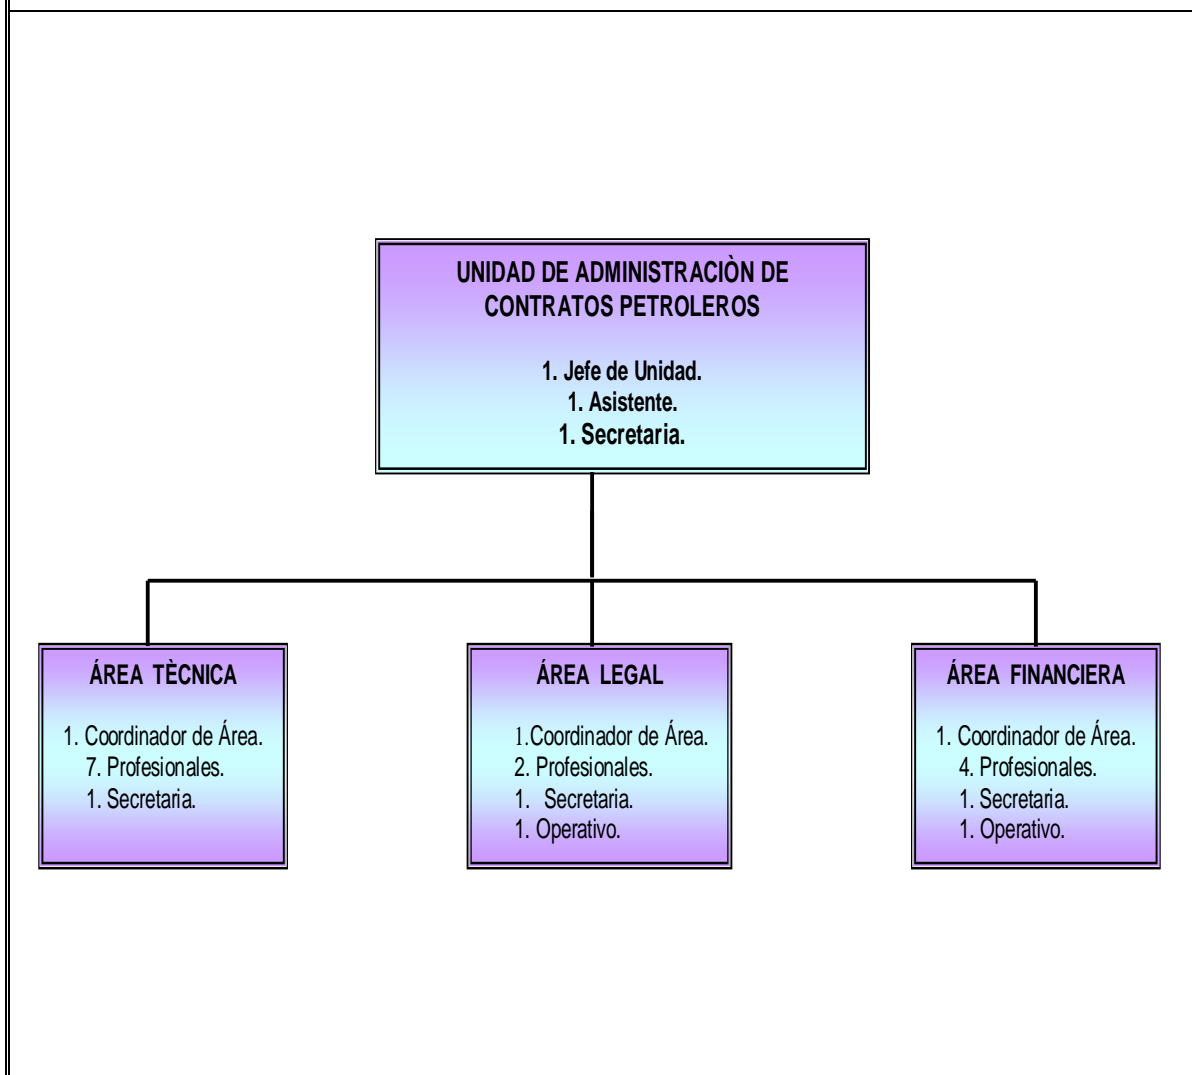 UNIDAD DE ADMINISTRACIÒN DE
CONTRATOS PETROLEROS
1. Jefe de Unidad.
1. Asistente.
1. Secretaria.
ÁREA TÈCNICA
1. Coordinador de Área.
7. Profesionales.
1. Secretaria.
ÁREA LEGAL
1.Coordinador de Área.
2. Profesionales.
1. Secretaria.
1. Operativo.
ÁREA FINANCIERA
1. Coordinador de Área.
4. Profesionales.
1. Secretaria.
1. Operativo.